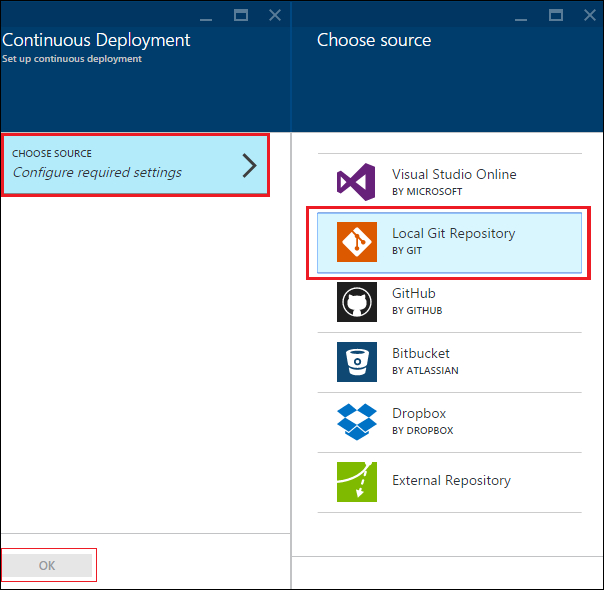 Continuous Deployment
Set up continuous deployment
CHOOSE SOURCE
Configure required settings
OK
Choose source
Visual Studio Online
BY MICROSOFT
Local Git Repository
BY GIT
GitHub
BY GITHUB
Bitbucket
BY ATLASSIAN
Dropbox
BY DROPBOX
External Repository